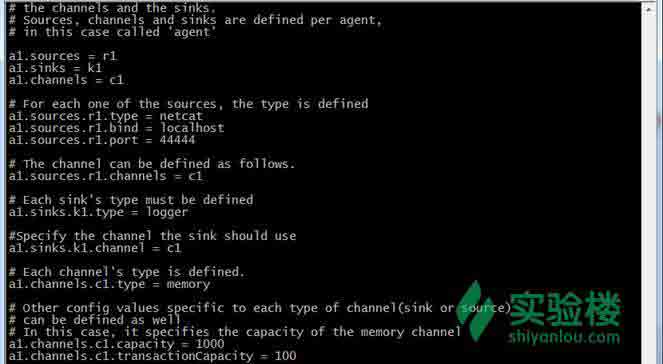 # the channels and the sinks.
# Sources, channels and sinks are defined per agent,
# in this case called 'agent'
a1.sources = r1
a1.sinks = k1
a1.channels = c1
# For each one of the sources, the type is defined
a1.sources.r1.type = netcat
a1.sources.r1.bind = localhost
a1.sources.r1.port = 44444
# The channel can be defined as follows.
a1.sources.r1.channels = c1
# Each sink's type must be defined
a1.sinks.k1.type = logger
#Specify the channel the sink should use
a1.sinks.k1.channel = c1
# Each channel's type is defined.
a1.channels.c1.type = memory
# Other config values specific to each type of channel(sink or source)
# can be defined as well
# In this case, it specifies the capacity of the memory channel
a1.channels.c1.capacity = 1000
a1.channels.c1.transactionCapacity = 100
实验楼
shiyanlou.com